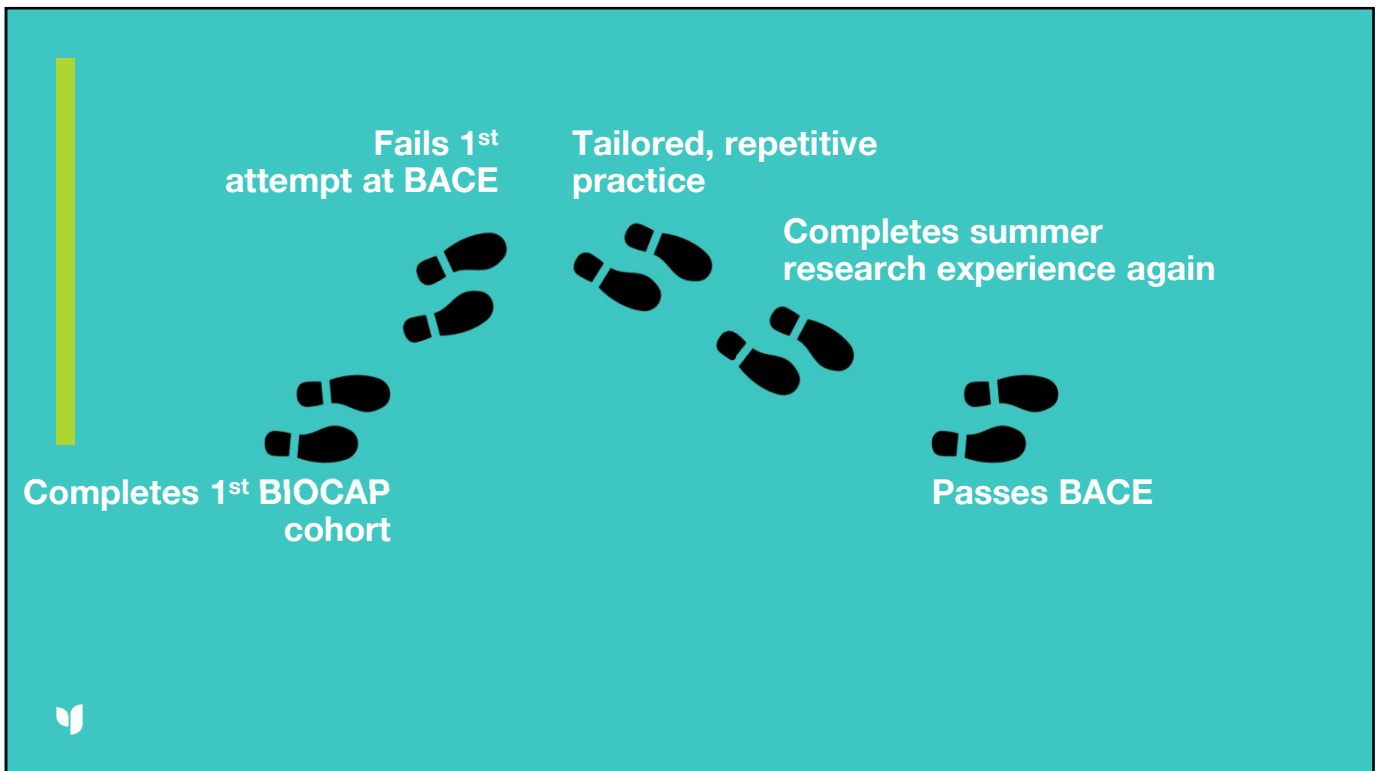 Completes 1st BIOCAP
cohort
Fails 1st
attempt at BACE
Tailored, repetitive
practice
Completes summer
research experience again
Passes BACE